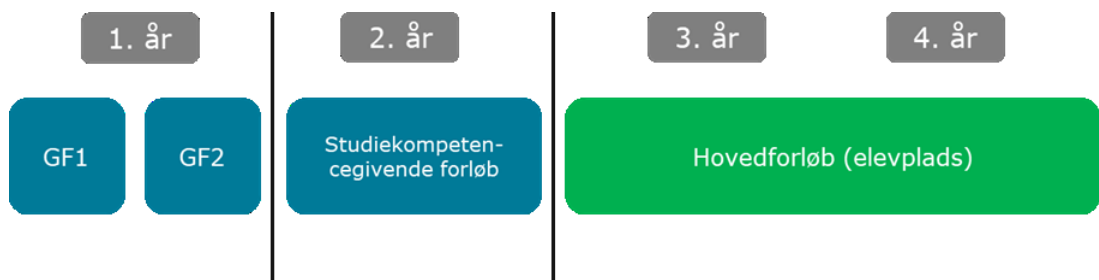 1. år
2. år
3. år
4. år
GF1
GF2
Studiekompeten-
cegivende forløb
Hovedforløb (elevplads)